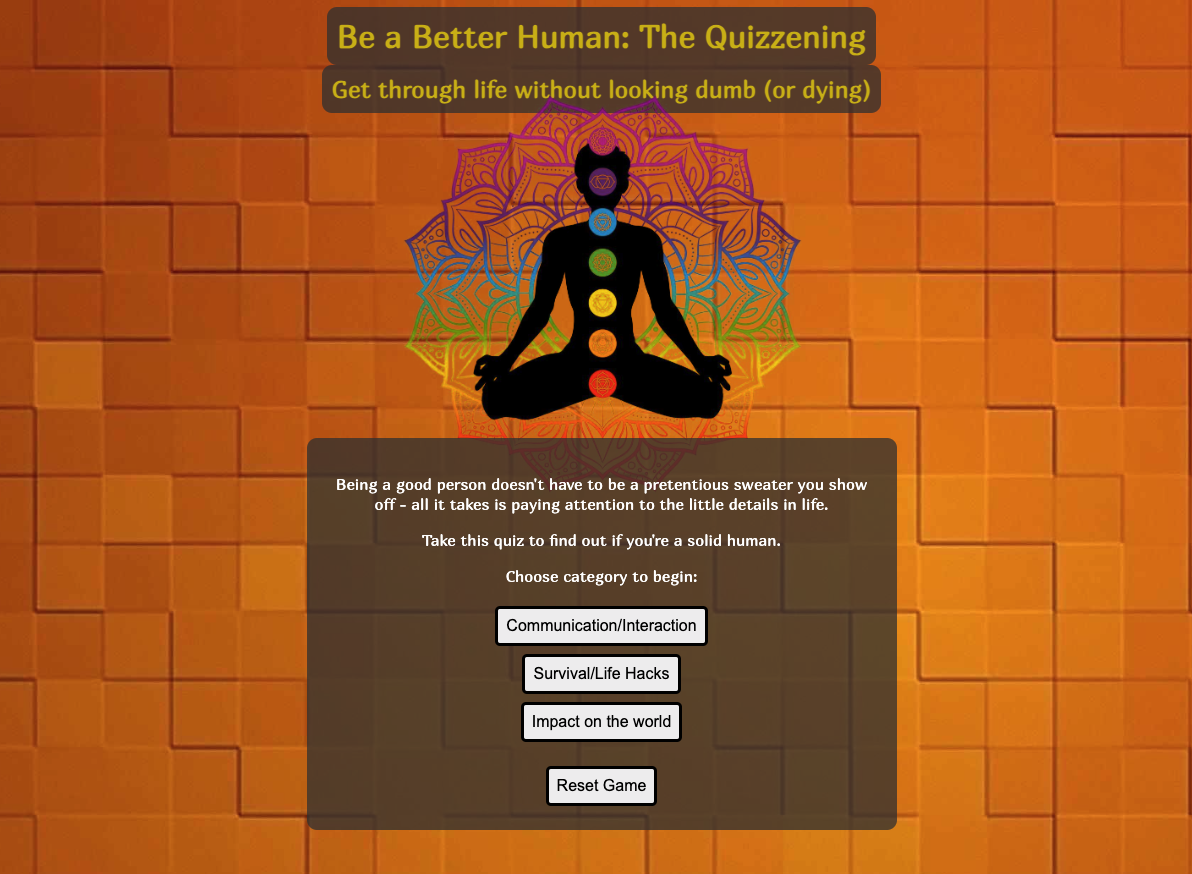 Be a Better Human: The Quizzening
Get through life without looking dumb (or dying)
Being a good person doesn't have to be a pretentious sweater you show
off - all it takes is paying attention to the little details in life.
Take this quiz to find out if you're a solid human.
Choose category to begin:
Communication/Interaction
Survival/Life Hacks
Impact on the world
Reset Game